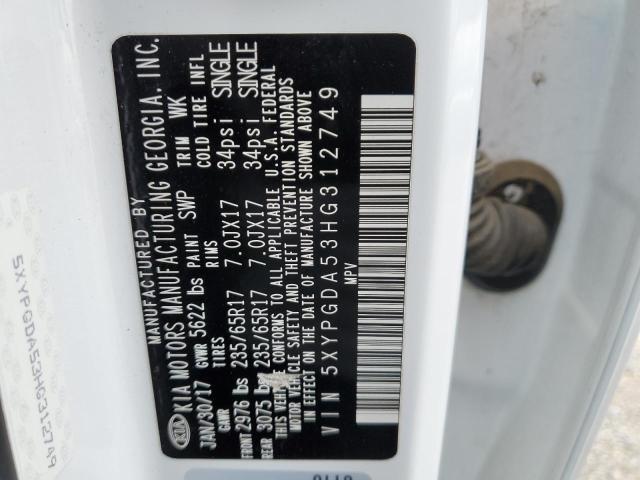 MANUFACTURED BY
KIA KIA MOTORS MANUFACTURING GEORGIA, INC.
JAN/30/17 GVWR 5622 lbs PAINT SWP TRIM WK
GAWR TIRES RIMS COLD TIRE INFL
FRONT 2976 lbs 235/65R17 7.0JX17 34psi SINGLE
REAR 3075 lbs 235/65R17 7.0JX17 34psi SINGLE
THIS VEHICLE CONFORMS TO ALL APPLICABLE U.S.A. FEDERAL
MOTOR VEHICLE SAFETY AND THEFT PREVENTION STANDARDS
IN EFFECT ON THE DATE OF MANUFACTURE SHOWN ABOVE
VIN 5XYPGDA53HG312749
MPV
5XYPGDA53HG312749